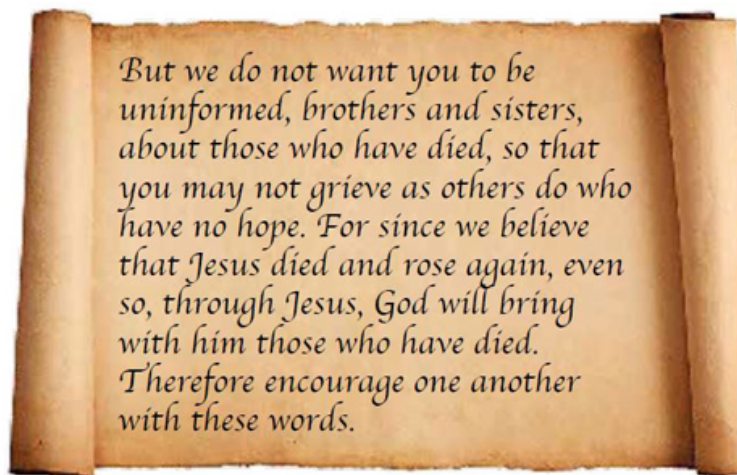 But we do not want you to be
uninformed, brothers and sisters,
about those who have died, so that
you may not grieve as others do who
have no hope. For since we believe
that Jesus died and rose again, even
so, through Jesus, God will bring
with him those who have died.
Therefore encourage one another
with these words.